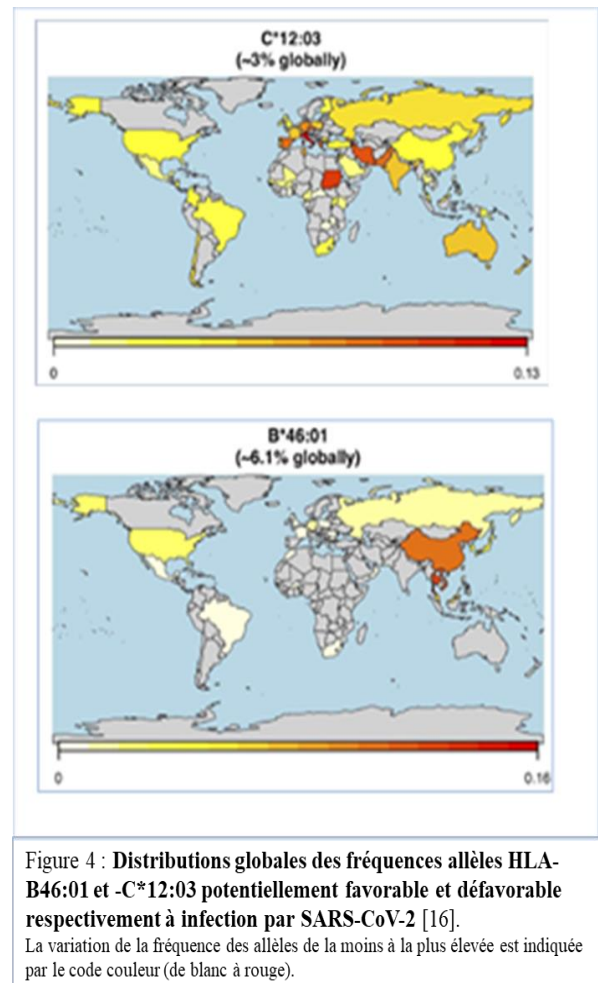 C*12:03
(~3% globally)
0
0.13
B*46:01
(~6.1% globally)
0
0.16
Figure 4 : Distributions globales des fréquences allèles HLA-
B46:01 et -C*12:03 potentiellement favorable et défavorable
respectivement à infection par SARS-CoV-2 [16].
La variation de la fréquence des allèles de la moins à la plus élevée est indiquée
par le code couleur (de blanc à rouge).